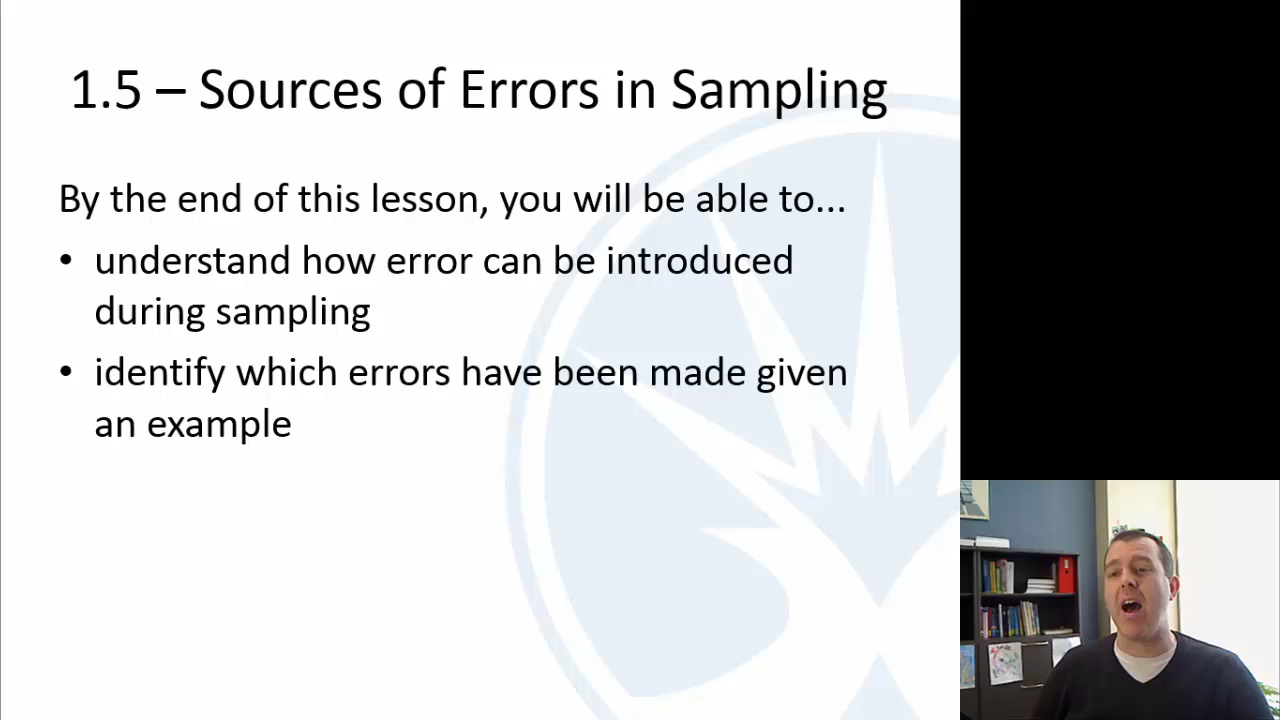 1.5 – Sources of Errors in Sampling
By the end of this lesson, you will be able to...
• understand how error can be introduced
during sampling
• identify which errors have been made given
an example